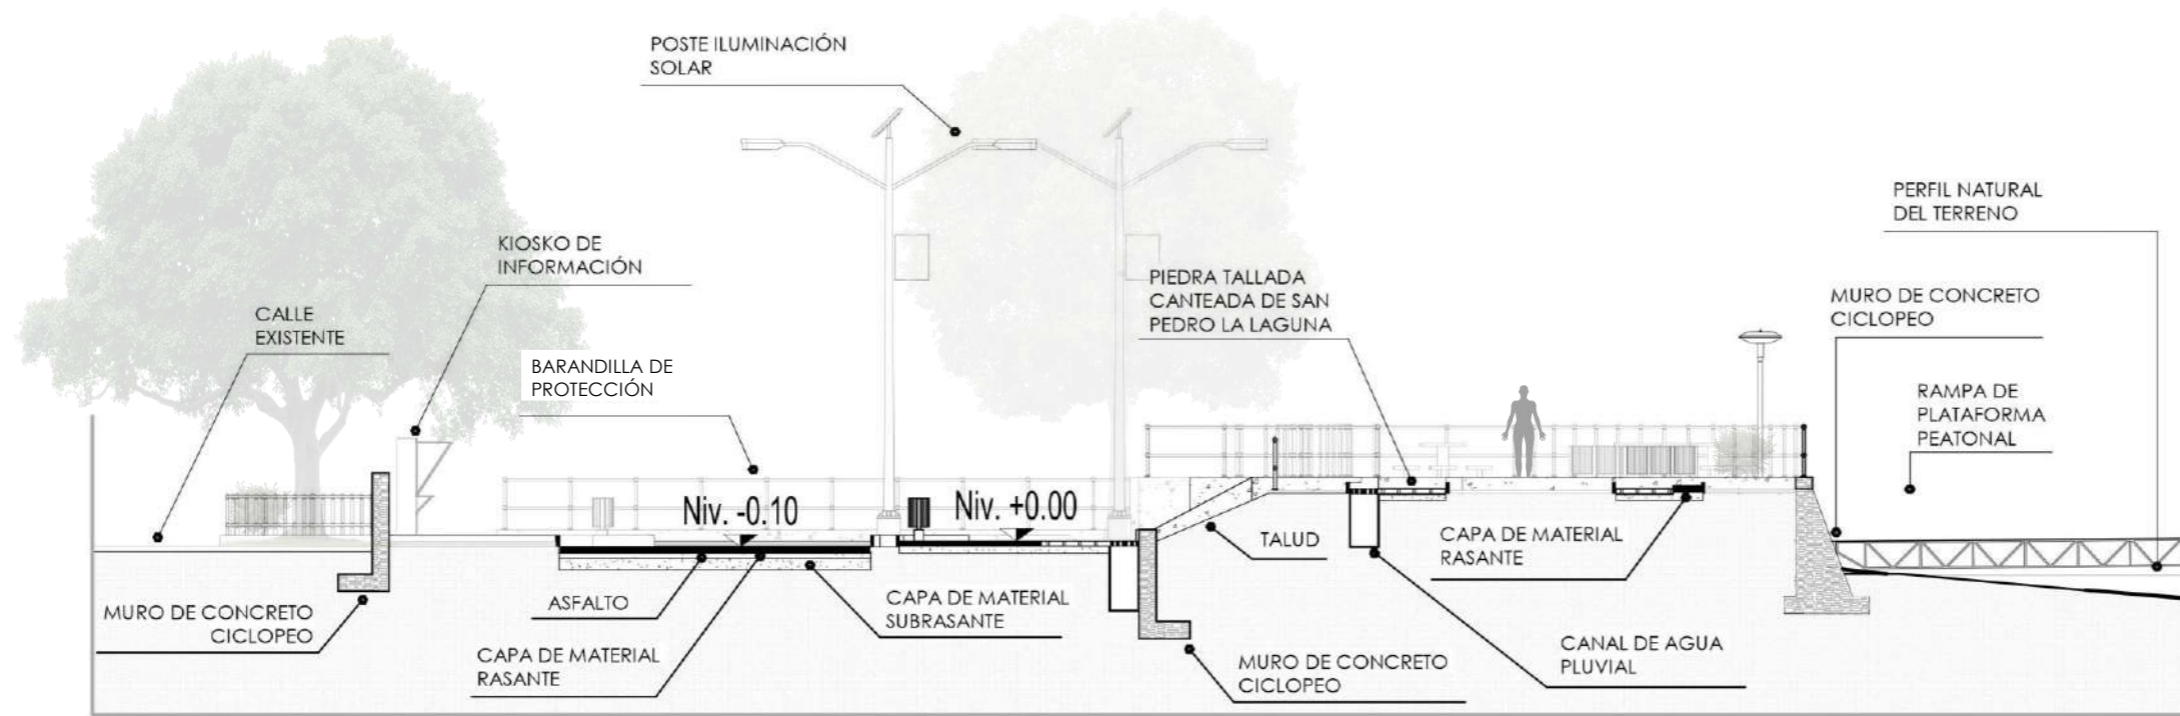 POSTE ILUMINACIÓN
SOLAR
PERFIL NATURAL
DEL TERRENO
KIOSKO DE
INFORMACIÓN
PIEDRA TALLADA
CANTEADA DE SAN
PEDRO LA LAGUNA
MURO DE CONCRETO
CICLOPEO
CALLE
EXISTENTE
BARANDILLA DE
PROTECCIÓN
RAMPA DE
PLATAFORMA
PEATONAL
Niv. -0.10
Niv. +0.00
TALUD
CAPA DE MATERIAL
RASANTE
MURO DE CONCRETO
CICLOPEO
ASFALTO
CAPA DE MATERIAL
SUBRASANTE
CAPA DE MATERIAL
RASANTE
MURO DE CONCRETO
CICLOPEO
CANAL DE AGUA
PLUVIAL